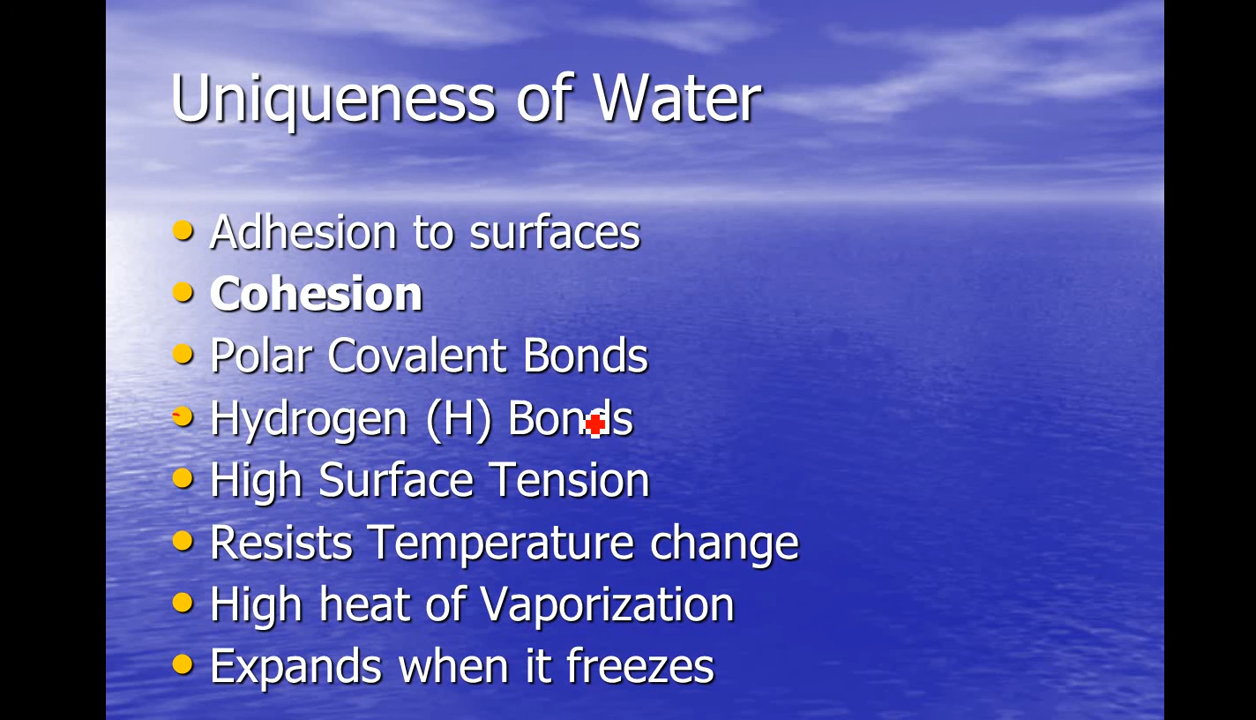 Uniqueness of Water
Adhesion to surfaces
Cohesion
Polar Covalent Bonds
Hydrogen (H) Bonds
High Surface Tension
Resists Temperature change
High heat of Vaporization
Expands when it freezes